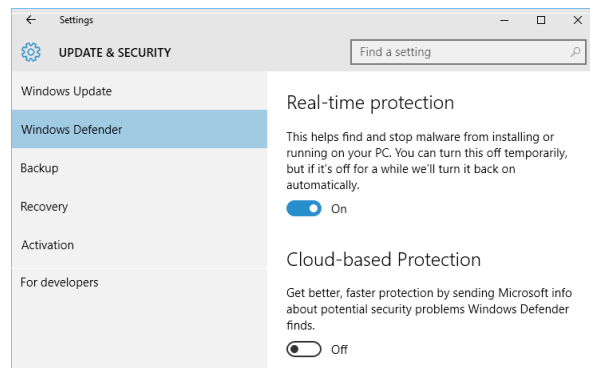 Settings
UPDATE & SECURITY
Find a setting
Windows Update
Windows Defender
Backup
Recovery
Activation
For developers
Real-time protection
This helps find and stop malware from installing or
running on your PC. You can turn this off temporarily,
but if it's off for a while we'll turn it back on
automatically.
On
Cloud-based Protection
Get better, faster protection by sending Microsoft info
about potential security problems Windows Defender
finds.
Off